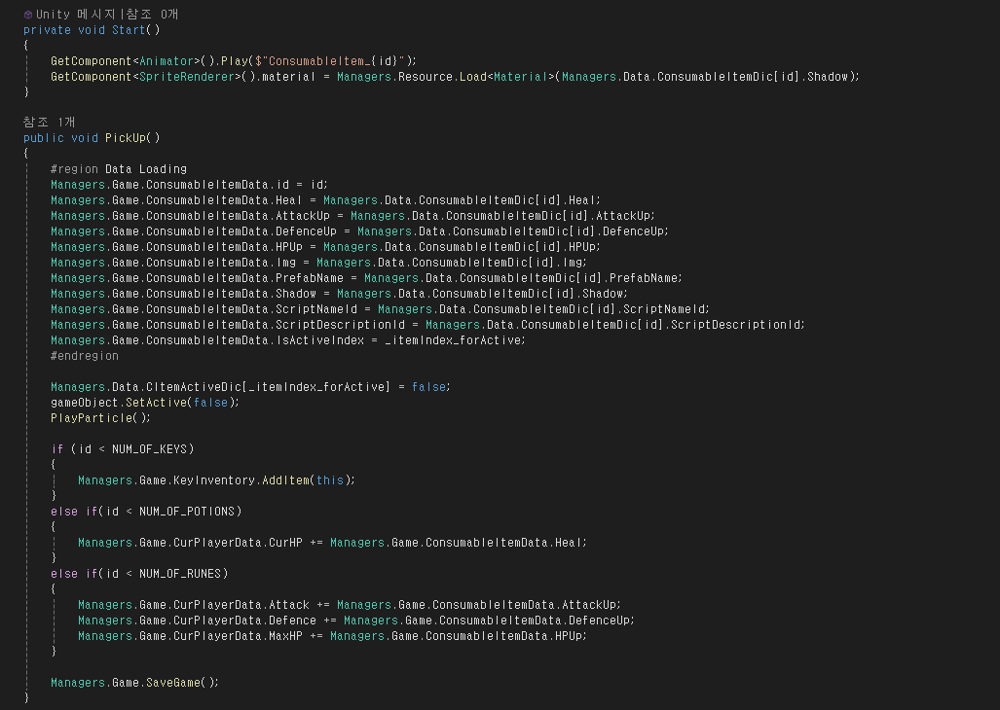 Unity 메시지|참조 0개
private void Start()
{
GetComponent<Animator>().Play($"ConsumableItem_{id}");
GetComponent<SpriteRenderer>().material = Managers.Resource.Load<Material>(Managers.Data.ConsumableItemDic[id].Shadow);
}
참조 1개
public void PickUp()
{
#region Data Loading
Managers.Game.ConsumableItemData.id = id;
Managers.Game.ConsumableItemData.Heal = Managers.Data.ConsumableItemDic[id].Heal;
Managers.Game.ConsumableItemData.AttackUp = Managers.Data.ConsumableItemDic[id].AttackUp;
Managers.Game.ConsumableItemData.DefenceUp = Managers.Data.ConsumableItemDic[id].DefenceUp;
Managers.Game.ConsumableItemData.HPUp = Managers.Data.ConsumableItemDic[id].HPUp;
Managers.Game.ConsumableItemData.Img = Managers.Data.ConsumableItemDic[id].Img;
Managers.Game.ConsumableItemData.PrefabName = Managers.Data.ConsumableItemDic[id].PrefabName;
Managers.Game.ConsumableItemData.Shadow = Managers.Data.ConsumableItemDic[id].Shadow;
Managers.Game.ConsumableItemData.ScriptNameId = Managers.Data.ConsumableItemDic[id].ScriptNameId;
Managers.Game.ConsumableItemData.ScriptDescriptionId = Managers.Data.ConsumableItemDic[id].ScriptDescriptionId;
Managers.Game.ConsumableItemData.IsActiveIndex = _itemIndex_forActive;
#endregion
Managers.Data.CItemActiveDic[_itemIndex_forActive] = false;
gameObject.SetActive(false);
PlayParticle();
if (id < NUM_OF_KEYS)
{
Managers.Game.KeyInventory.AddItem(this);
}
else if(id < NUM_OF_POTIONS)
{
Managers.Game.CurPlayerData.CurHP += Managers.Game.ConsumableItemData.Heal;
}
else if(id < NUM_OF_RUNES)
{
Managers.Game.CurPlayerData.Attack += Managers.Game.ConsumableItemData.AttackUp;
Managers.Game.CurPlayerData.Defence += Managers.Game.ConsumableItemData.DefenceUp;
Managers.Game.CurPlayerData.MaxHP += Managers.Game.ConsumableItemData.HPUp;
}
Managers.Game.SaveGame();
}